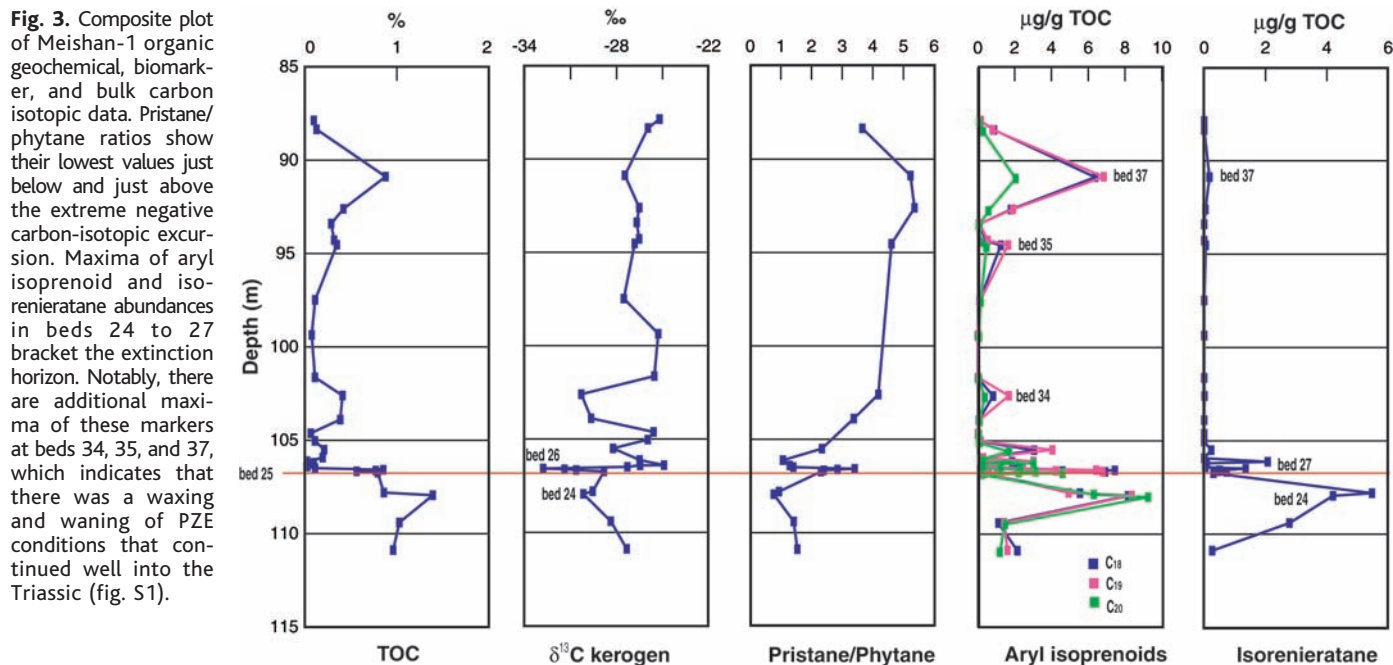 Fig. 3. Composite plot
of Meishan-1 organic
geochemical, biomark-
er, and bulk carbon
isotopic data. Pristane/
phytane ratios show
their lowest values just
below and just above
the extreme negative
carbon-isotopic excur-
sion. Maxima of aryl
isoprenoid and iso-
renieratane abundances
in beds 24 to 27
bracket the extinction
horizon. Notably, there
are additional maxi-
ma of these markers
at beds 34, 35, and 37,
which indicates that
there was a waxing
and waning of PZE
conditions that con-
tinued well into the
Triassic (fig. S1).
% ‰ μg/g TOC μg/g TOC
0 1 2 -34 -28 -22 0 1 2 3 4 5 6 0 2 4 6 8 10 0 2 4 6
85
90
bed 37 bed 37
95
bed 35
Depth (m)
100
bed 34
105
bed 26
bed 25
bed 27
bed 24 bed 24
110
C18
C19
C20
115
TOC δ13C kerogen Pristane/Phytane Aryl isoprenoids Isorenieratane